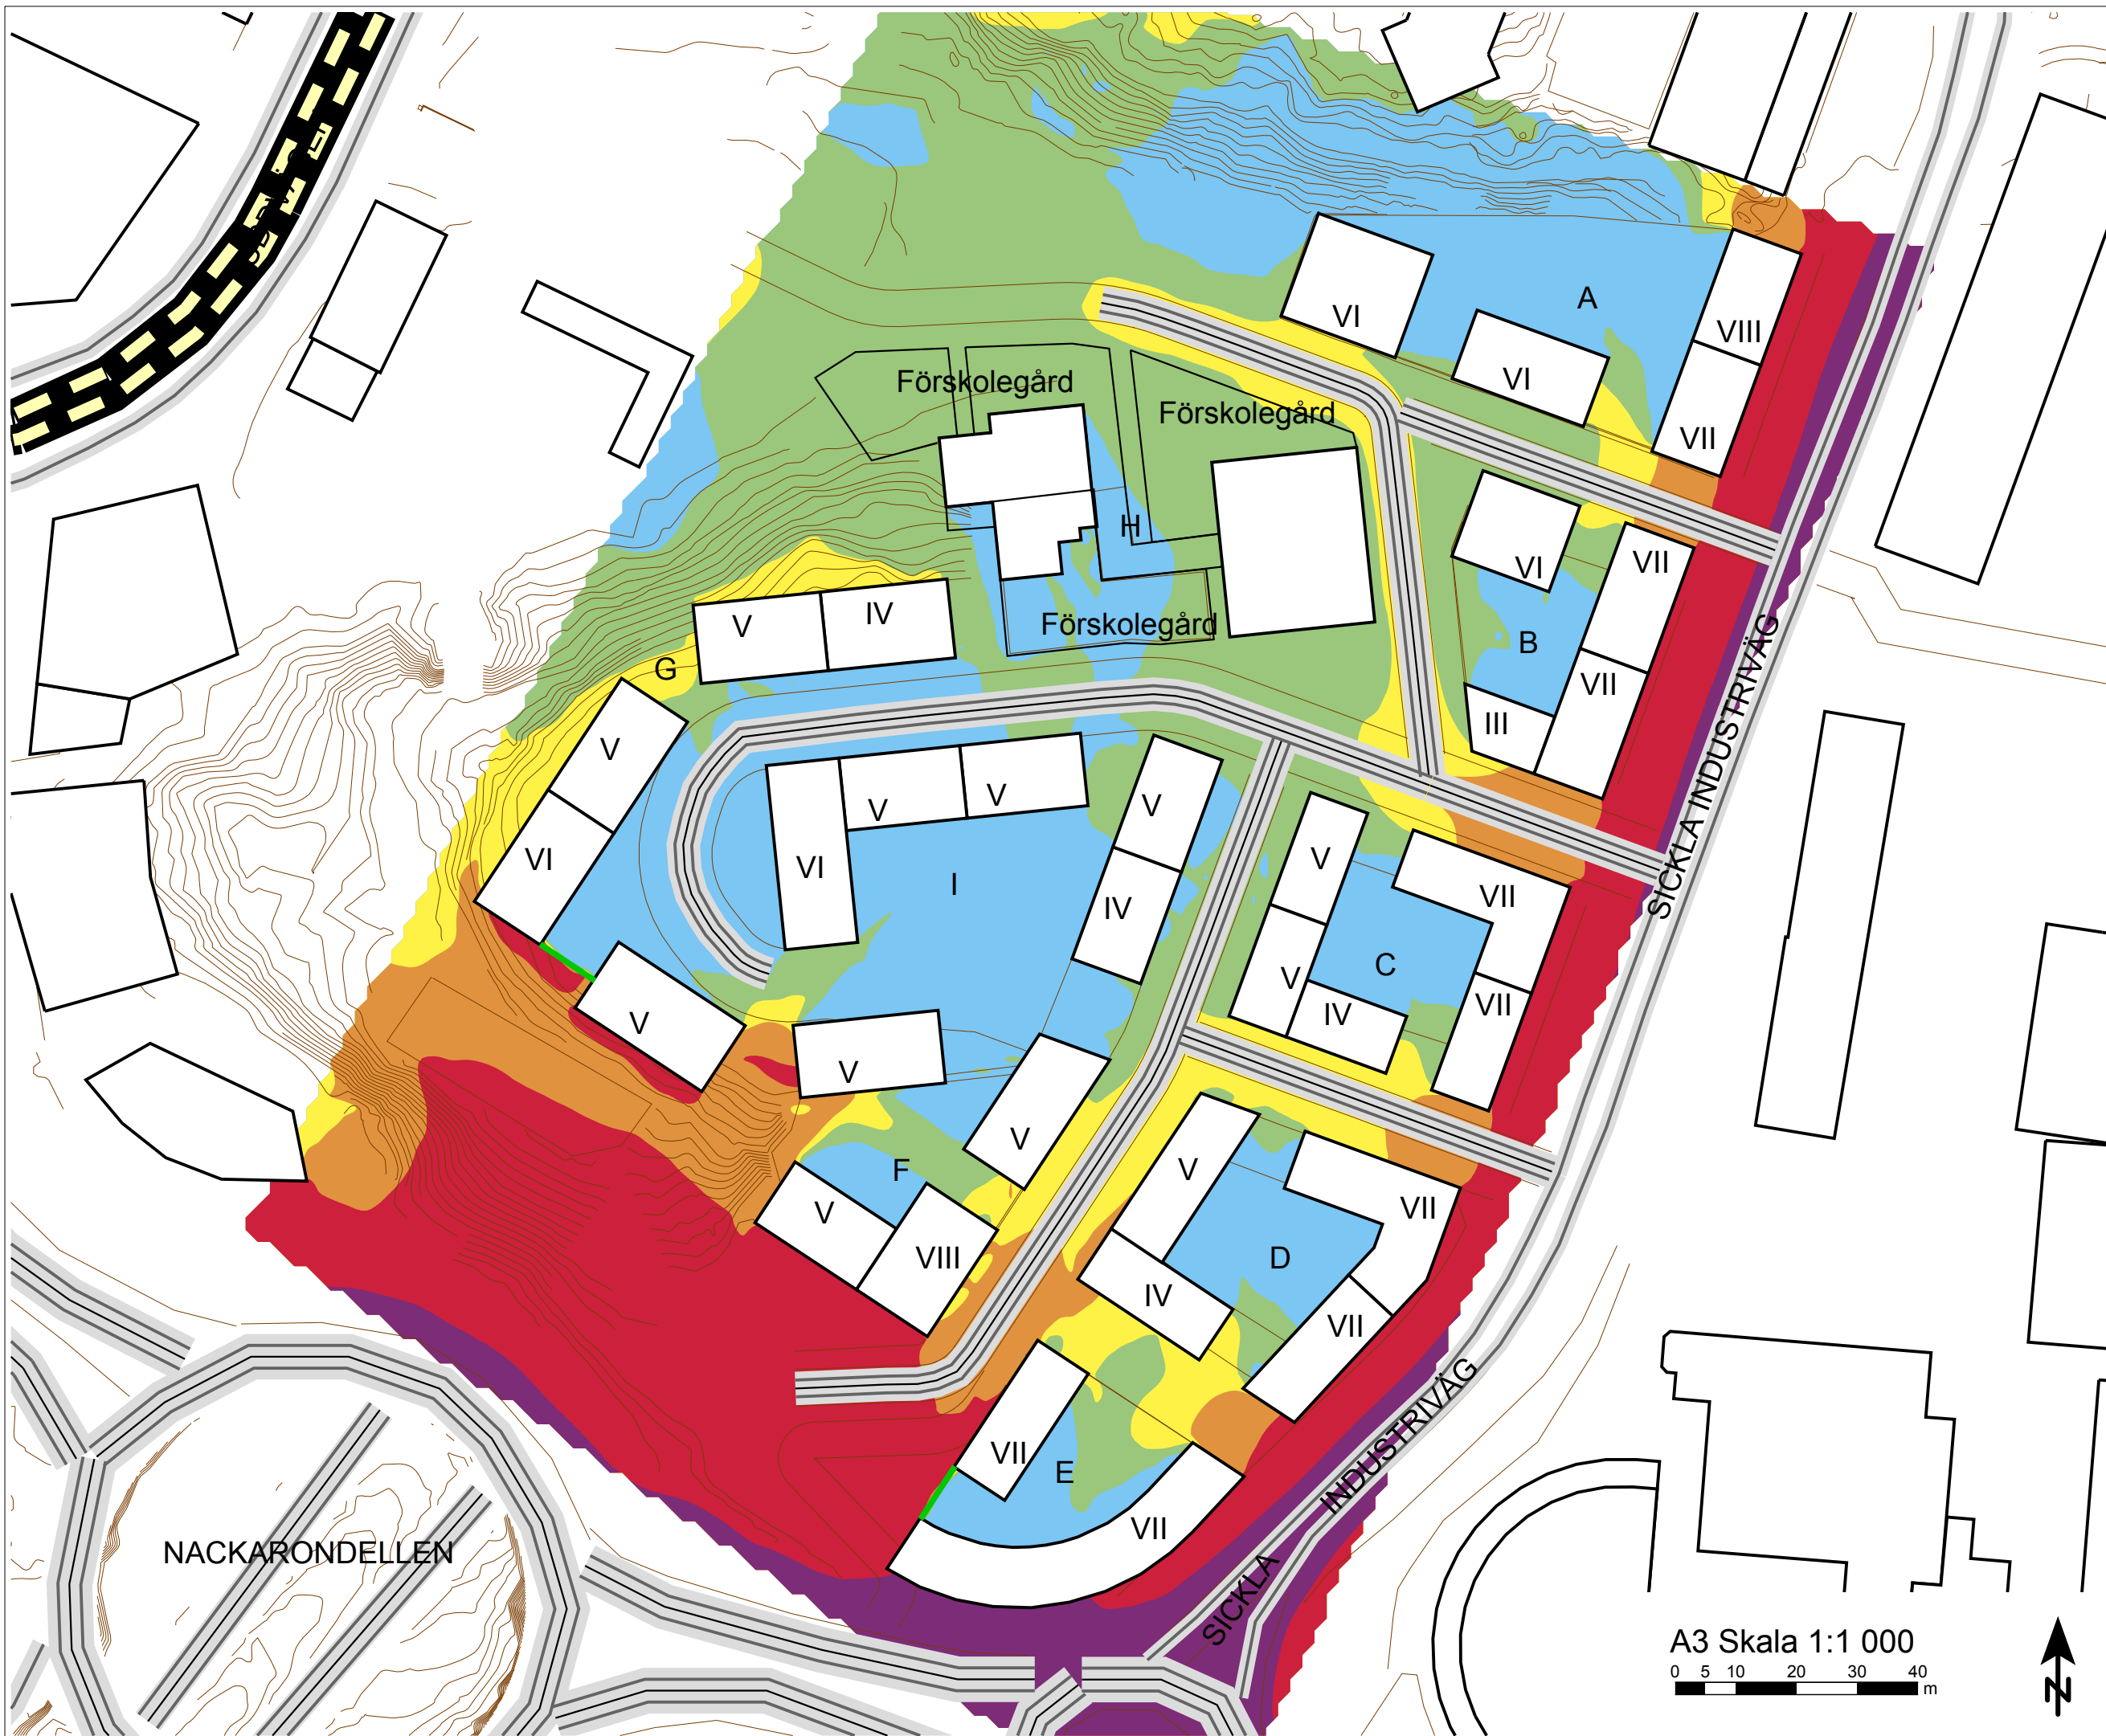 A
VI
VIII
VI
VII
Förskolegård
Förskolegård
H
VI
VII
Förskolegård
B
VII
III
V
IV
G
V
VI
V
V
V
VI
I
V
IV
V
VII
C
V
IV
VII
V
V
V
F
V
VIII
V
VII
D
IV
VII
VII
E
VII
SICKLA INDUSTRIVÄG
SICKLA
INDUSTRIVÄG
NACKARONDELLEN
A3 Skala 1:1 000
0 5 10 20 30 40
m
N